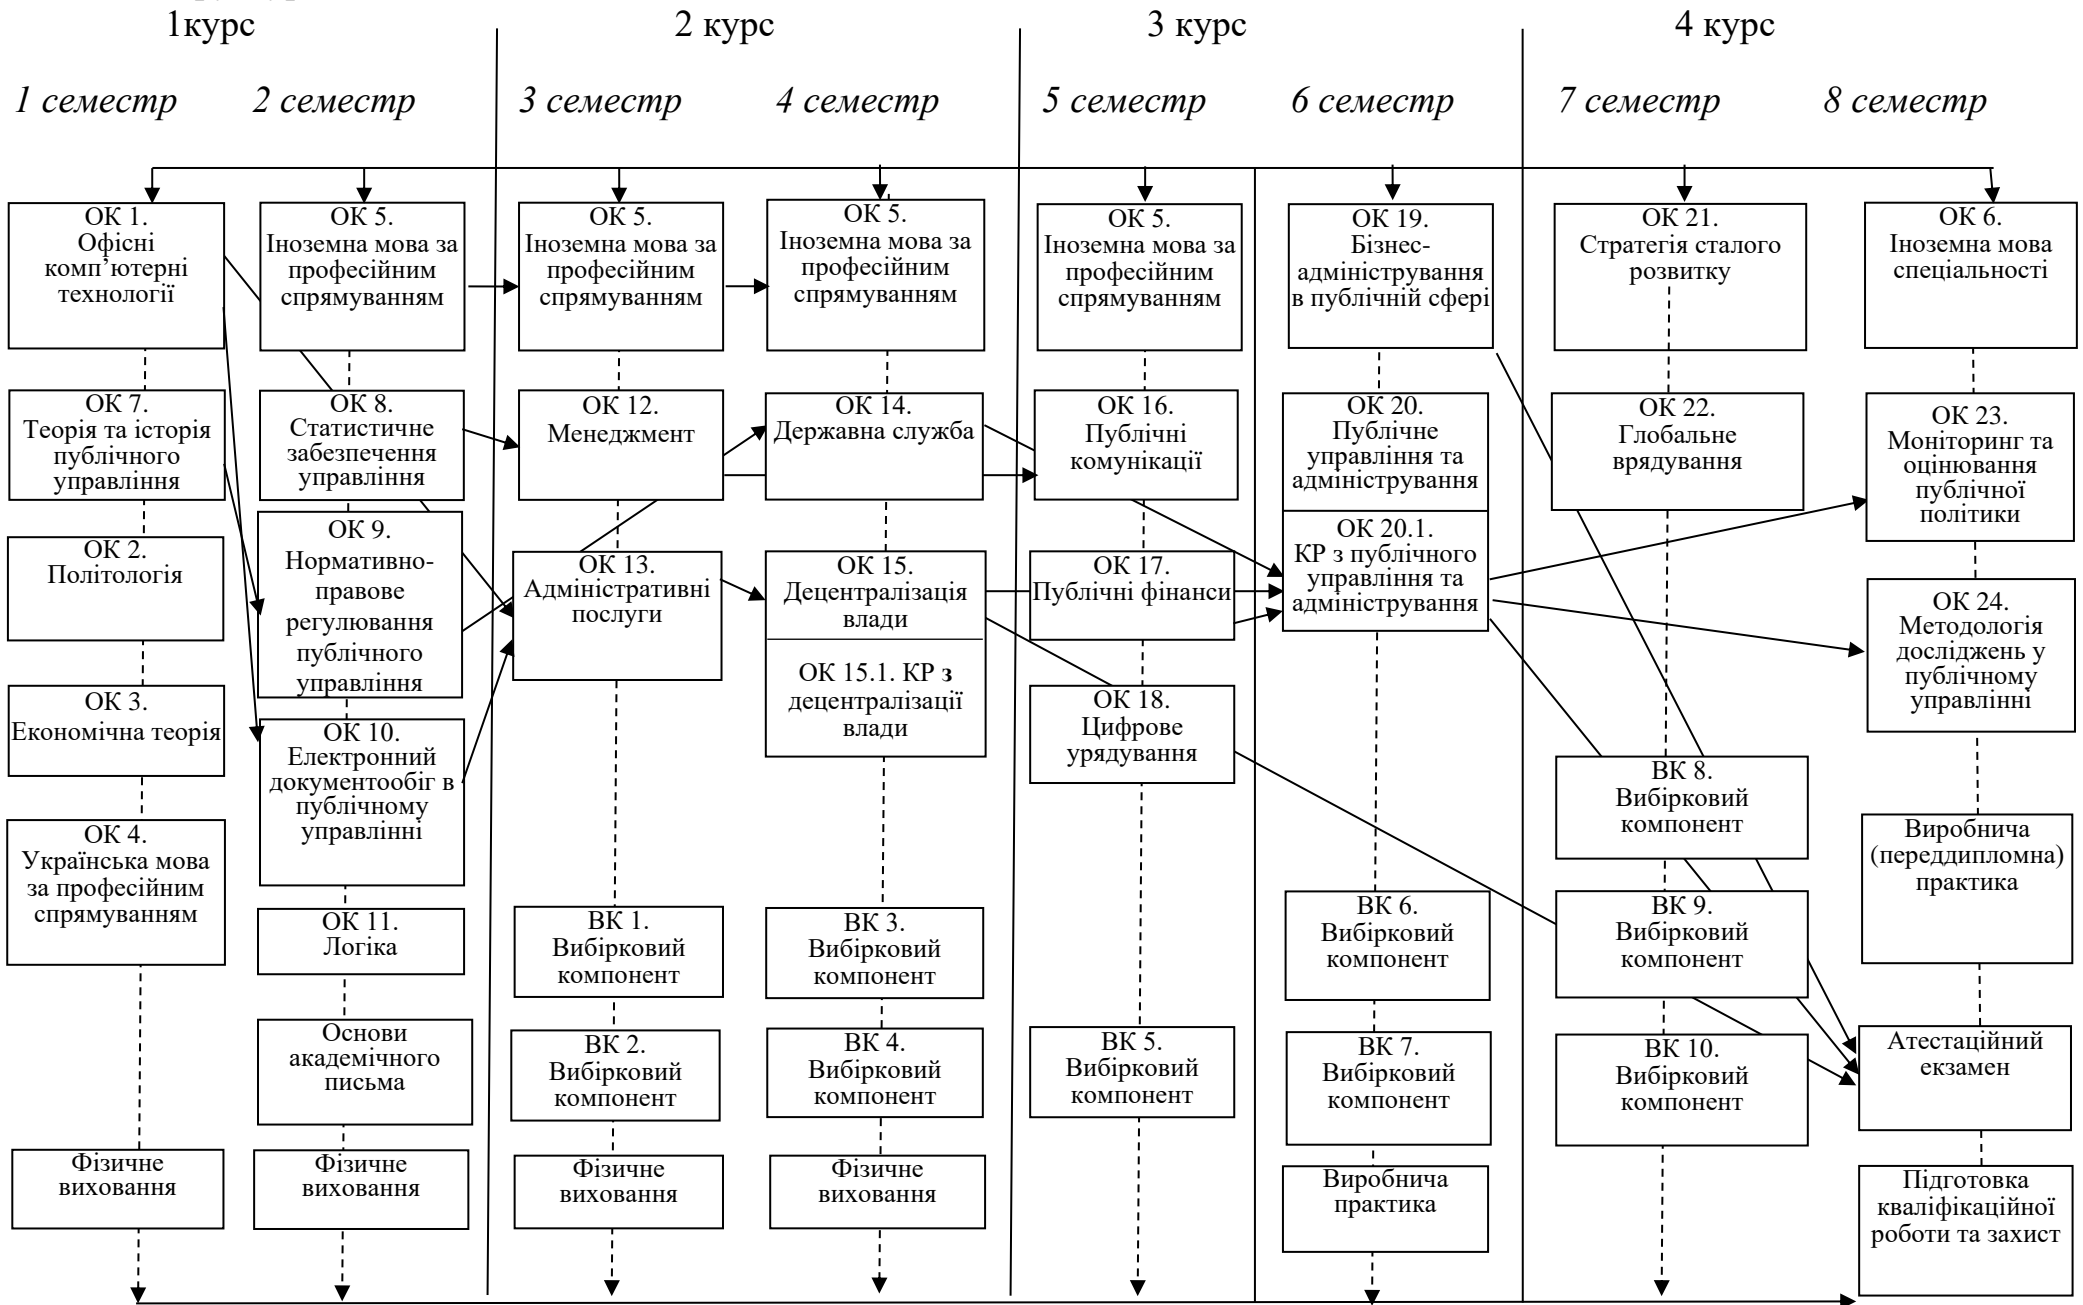 1курс
2 курс
3 курс
4 курс
1 семестр
2 семестр
3 семестр
4 семестр
5 семестр
6 семестр
7 семестр
8 семестр
ОК 1.
Офісні
комп’ютерні
технології
ОК 7.
Теорія та історія
публічного
управління
ОК 2.
Політологія
ОК 3.
Економічна теорія
ОК 4.
Українська мова
за професійним
спрямуванням
Фізичне
виховання
ОК 5.
Іноземна мова за
професійним
спрямуванням
ОК 8.
Статистичне
забезпечення
управління
ОК 9.
Нормативно-
правове
регулювання
публічного
управління
ОК 10.
Електронний
документообіг в
публічному
управлінні
ОК 11.
Логіка
Основи
академічного
письма
Фізичне
виховання
ОК 5.
Іноземна мова за
професійним
спрямуванням
ОК 12.
Менеджмент
ОК 13.
Адміністративні
послуги
ВК 1.
Вибірковий
компонент
ВК 2.
Вибірковий
компонент
Фізичне
виховання
ОК 5.
Іноземна мова за
професійним
спрямуванням
ОК 14.
Державна служба
ОК 15.
Децентралізація
влади
ОК 15.1. КР з
децентралізації
влади
ВК 3.
Вибірковий
компонент
ВК 4.
Вибірковий
компонент
Фізичне
виховання
ОК 5.
Іноземна мова за
професійним
спрямуванням
ОК 16.
Публічні
комунікації
ОК 17.
Публічні фінанси
ОК 18.
Цифрове
урядування
ВК 5.
Вибірковий
компонент
ОК 19.
Бізнес-
адміністрування
в публічній сфері
ОК 20.
Публічне
управління та
адміністрування
ОК 20.1.
КР з публічного
управління та
адміністрування
ВК 6.
Вибірковий
компонент
ВК 7.
Вибірковий
компонент
Виробнича
практика
ОК 21.
Стратегія сталого
розвитку
ОК 22.
Глобальне
врядування
ВК 8.
Вибірковий
компонент
ВК 9.
Вибірковий
компонент
ВК 10.
Вибірковий
компонент
ОК 6.
Іноземна мова
спеціальності
ОК 23.
Моніторинг та
оцінювання
публічної
політики
ОК 24.
Методологія
досліджень у
публічному
управлінні
Виробнича
(переддипломна)
практика
Атестаційний
екзамен
Підготовка
кваліфікаційної
роботи та захист